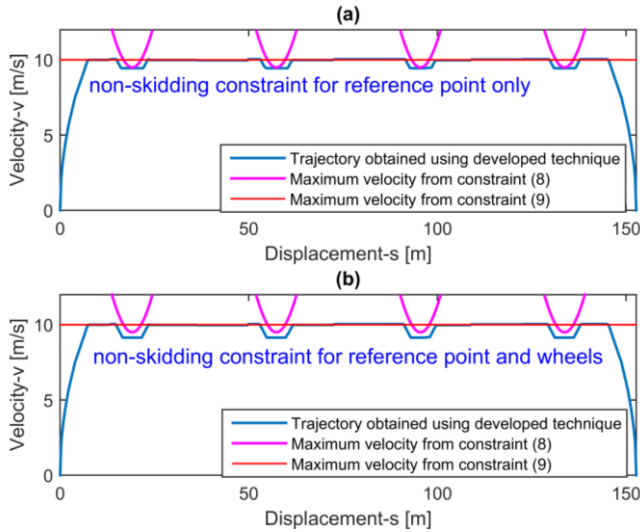 (a)
10
5
0
Velocity-v [m/s]
non-skidding constraint for reference point only
Trajectory obtained using developed technique
Maximum velocity from constraint (8)
Maximum velocity from constraint (9)
0 50 100 150
Displacement-s [m]
(b)
10
5
0
Velocity-v [m/s]
non-skidding constraint for reference point and wheels
Trajectory obtained using developed technique
Maximum velocity from constraint (8)
Maximum velocity from constraint (9)
0 50 100 150
Displacement-s [m]